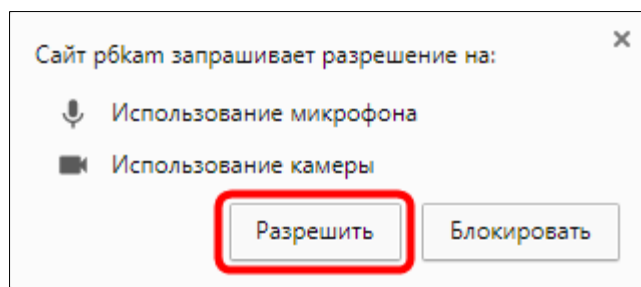 Сайт p6kam запрашивает разрешение на:
Использование микрофона
Использование камеры
Разрешить
Блокировать